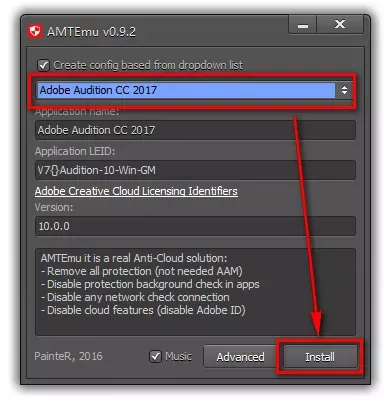 AMTEmu v0.9.2
Create config based from dropdown list
Adobe Audition CC 2017
Application name:
Adobe Audition CC 2017
Application LEID:
V7{}Audition-10-Win-GM
Adobe Creative Cloud Licensing Identifiers
Version:
10.0.0
AMTEmu it is a real Anti-Cloud solution:
- Remove all protection (not needed AAM)
- Disable protection background check in apps
- Disable any network check connection
- Disable cloud features (disable Adobe ID)
PainteR, 2016 Music Advanced Install